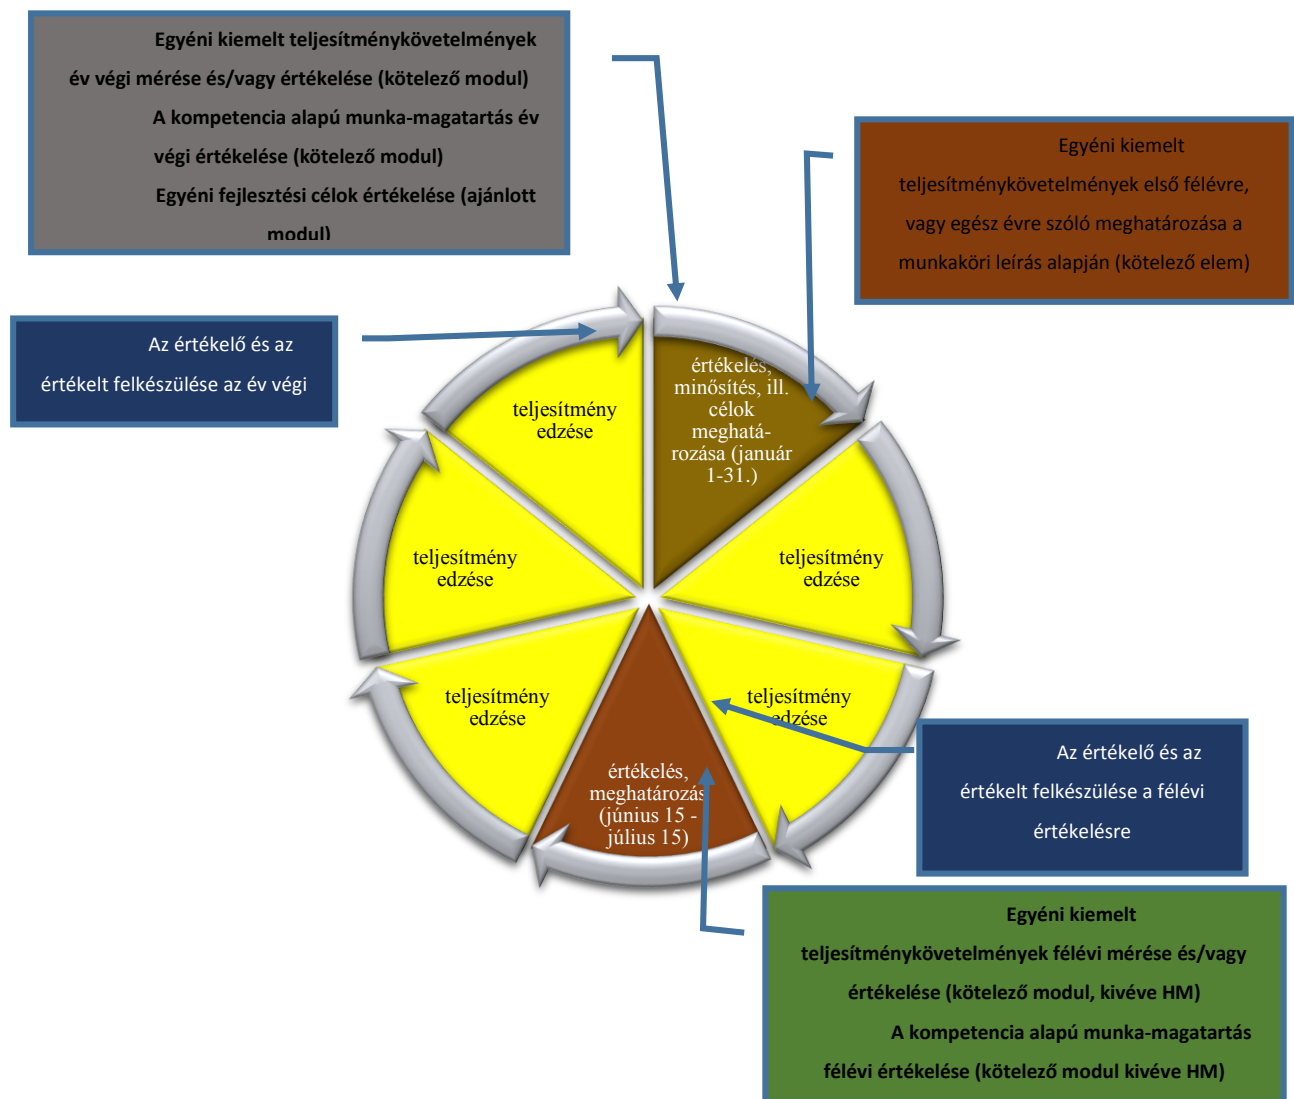 Egyéni kiemelt teljesítménykövetelmények
év végi mérése és/vagy értékelése (kötelező modul)
A kompetencia alapú munka-magatartás év
végi értékelése (kötelező modul)
Egyéni fejlesztési célok értékelése (ajánlott
modul)
Egyéni kiemelt
teljesítménykövetelmények első félévre,
vagy egész évre szóló meghatározása a
munkaköri leírás alapján (kötelező elem)
Az értékelő és az
értékelt felkészülése az év végi
értékelés,
minősítés, ill.
célok
meghatá-
rozása (január
1-31.)
teljesítmény
edzése
teljesítmény
edzése
teljesítmény
edzése
teljesítmény
edzése
teljesítmény
edzése
értékelés,
meghatározás
(június 15 -
július 15)
Az értékelő és az
értékelt felkészülése a félévi
értékelésre
Egyéni kiemelt
teljesítménykövetelmények félévi mérése és/vagy
értékelése (kötelező modul, kivéve HM)
A kompetencia alapú munka-magatartás
félévi értékelése (kötelező modul kivéve HM)